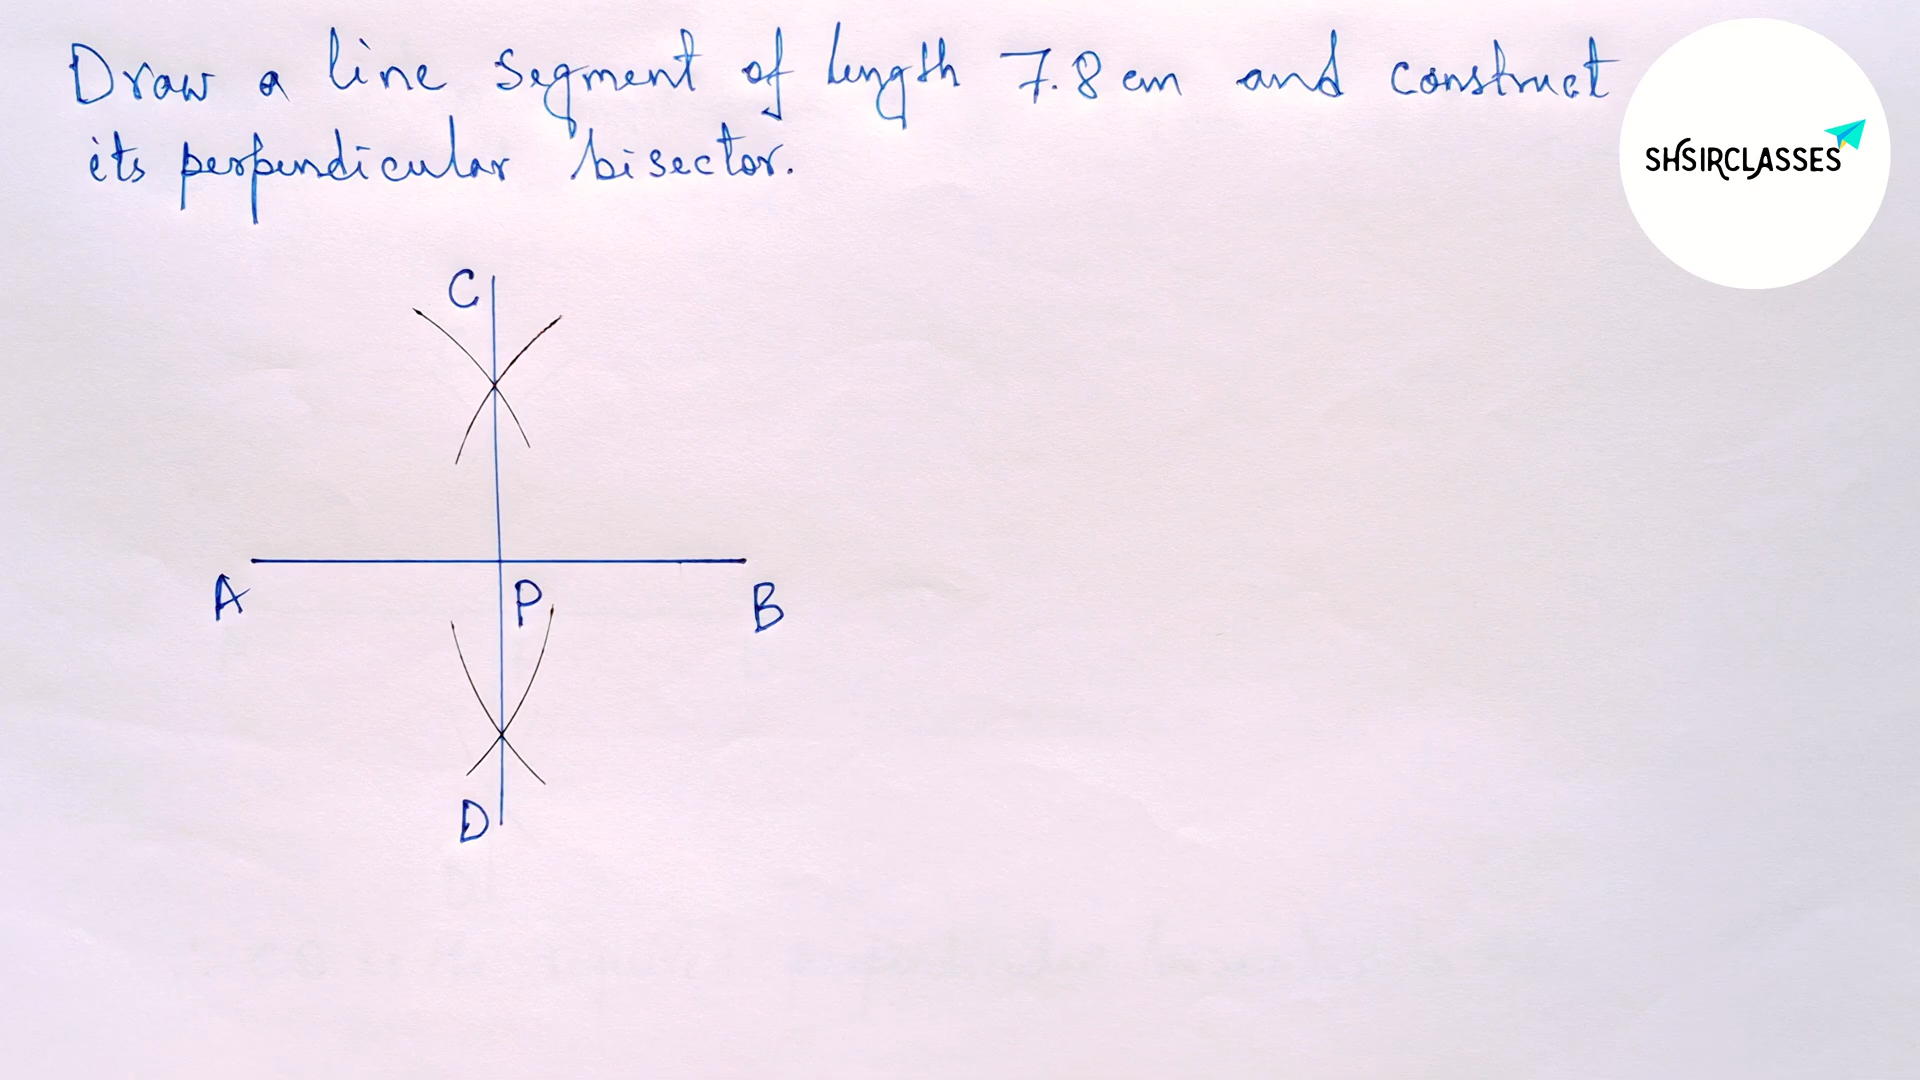 Draw a line segment of length 7.8 cm and construct
its perpendicular bisector.
SHSIRCLASSES
C
A
P
B
D